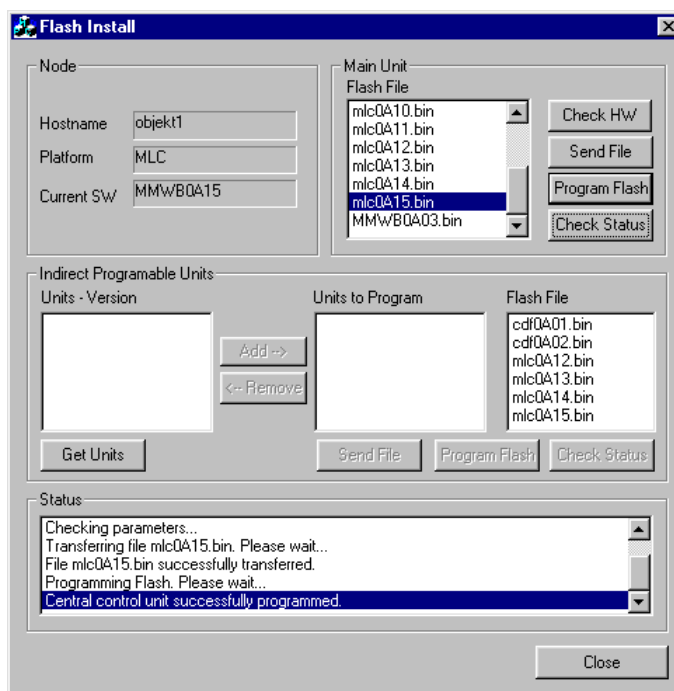 Flash Install
Node
Hostname objekt1
Platform MLC
Current SW MMWB0A15
Main Unit
Flash File
mlc0A10.bin
mlc0A11.bin
mlc0A12.bin
mlc0A13.bin
mlc0A14.bin
mlc0A15.bin
MMWB0A03.bin
Check HW
Send File
Program Flash
Check Status
Indirect Programable Units
Units - Version
Units to Program
Flash File
Add -->
<-- Remove
cdf0A01.bin
cdf0A02.bin
mlc0A12.bin
mlc0A13.bin
mlc0A14.bin
mlc0A15.bin
Get Units
Send File
Program Flash
Check Status
Status
Checking parameters...
Transferring file mlc0A15.bin. Please wait...
File mlc0A15.bin successfully transferred.
Programming Flash. Please wait...
Central control unit successfully programmed.
Close